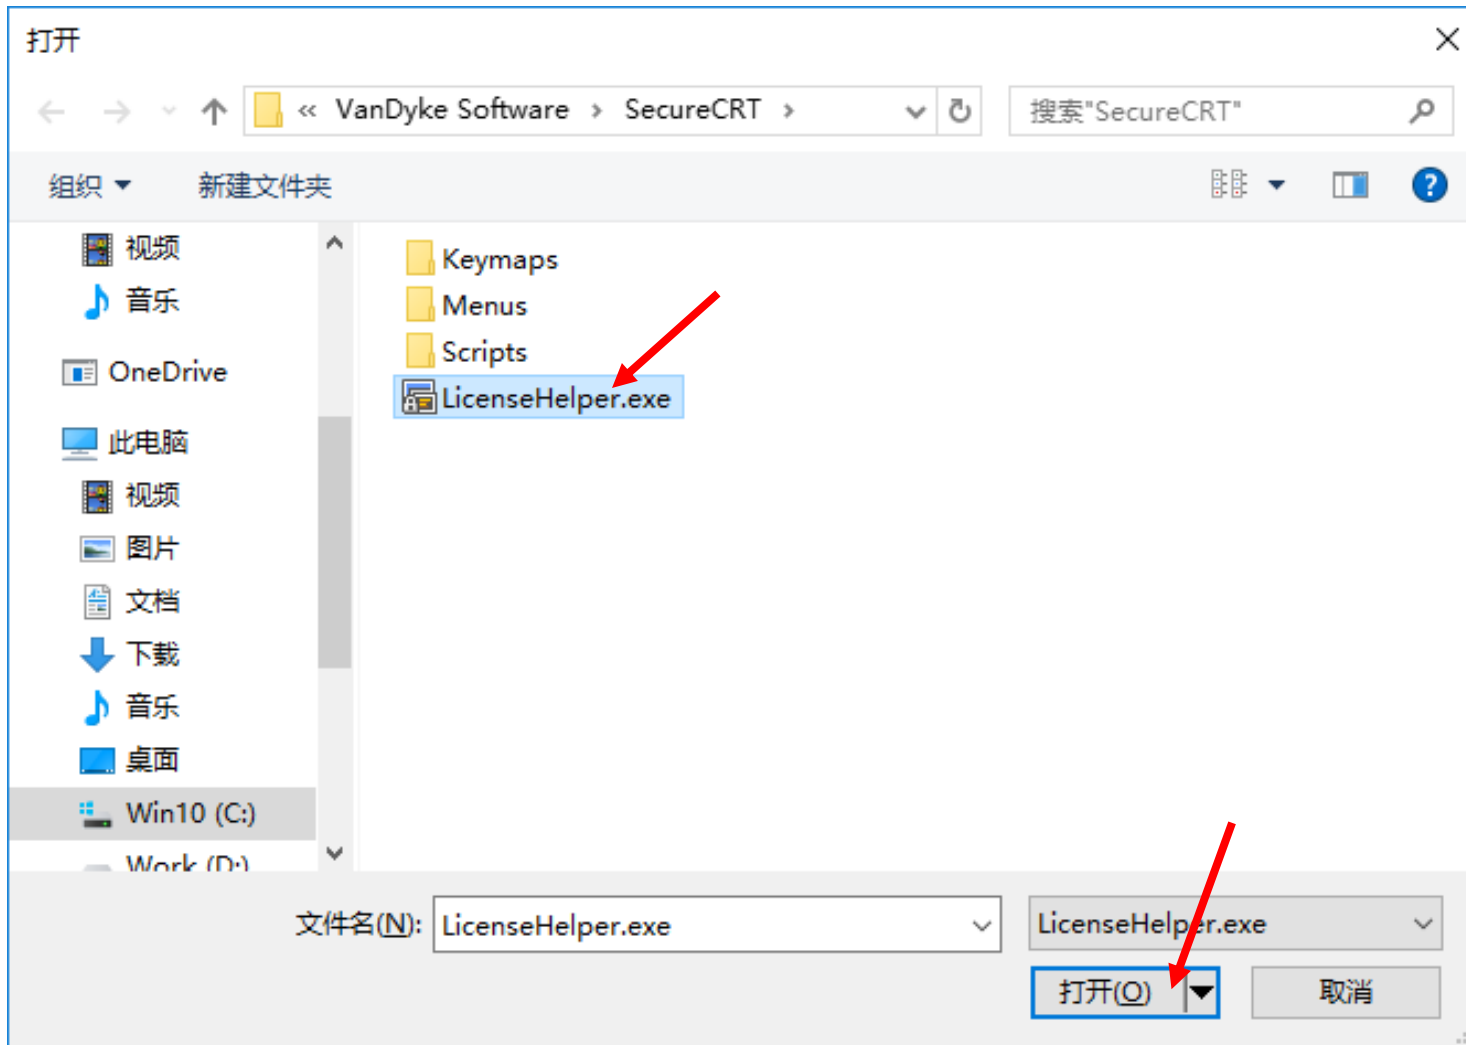 打开
« VanDyke Software › SecureCRT ›
搜索"SecureCRT"
组织
新建文件夹
视频
音乐
OneDrive
此电脑
视频
图片
文档
下载
音乐
桌面
Win10 (C:)
Work (D:)
Keymaps
Menus
Scripts
LicenseHelper.exe
文件名(N): LicenseHelper.exe
LicenseHelper.exe
打开(O)
取消